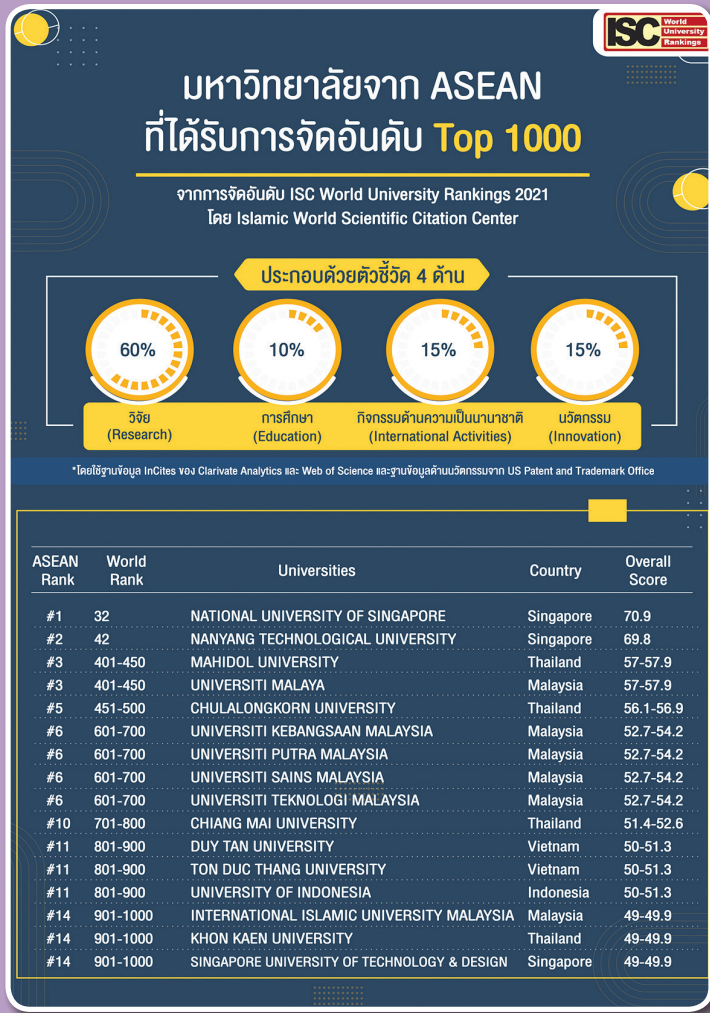 ISC World University Rankings
มหาวิทยาลัยจาก ASEAN
ที่ได้รับการจัดอันดับ Top 1000
จากการจัดอันดับ ISC World University Rankings 2021
โดย Islamic World Scientific Citation Center
ประกอบด้วยตัวชี้วัด 4 ด้าน
60% 10% 15% 15%
วิจัย การศึกษา กิจกรรมด้านความเป็นนานาชาติ นวัตกรรม
(Research) (Education) (International Activities) (Innovation)
*โดยใช้ฐานข้อมูล InCites ของ Clarivate Analytics และ Web of Science และฐานข้อมูลด้านนวัตกรรมจาก US Patent and Trademark Office
ASEAN Rank World Rank Universities Country Overall Score
#1 32 NATIONAL UNIVERSITY OF SINGAPORE Singapore 70.9
#2 42 NANYANG TECHNOLOGICAL UNIVERSITY Singapore 69.8
#3 401-450 MAHIDOL UNIVERSITY Thailand 57-57.9
#3 401-450 UNIVERSITI MALAYA Malaysia 57-57.9
#5 451-500 CHULALONGKORN UNIVERSITY Thailand 56.1-56.9
#6 601-700 UNIVERSITI KEBANGSAAN MALAYSIA Malaysia 52.7-54.2
#6 601-700 UNIVERSITI PUTRA MALAYSIA Malaysia 52.7-54.2
#6 601-700 UNIVERSITI SAINS MALAYSIA Malaysia 52.7-54.2
#6 601-700 UNIVERSITI TEKNOLOGI MALAYSIA Malaysia 52.7-54.2
#10 701-800 CHIANG MAI UNIVERSITY Thailand 51.4-52.6
#11 801-900 DUY TAN UNIVERSITY Vietnam 50-51.3
#11 801-900 TON DUC THANG UNIVERSITY Vietnam 50-51.3
#11 801-900 UNIVERSITY OF INDONESIA Indonesia 50-51.3
#14 901-1000 INTERNATIONAL ISLAMIC UNIVERSITY MALAYSIA Malaysia 49-49.9
#14 901-1000 KHON KAEN UNIVERSITY Thailand 49-49.9
#14 901-1000 SINGAPORE UNIVERSITY OF TECHNOLOGY & DESIGN Singapore 49-49.9